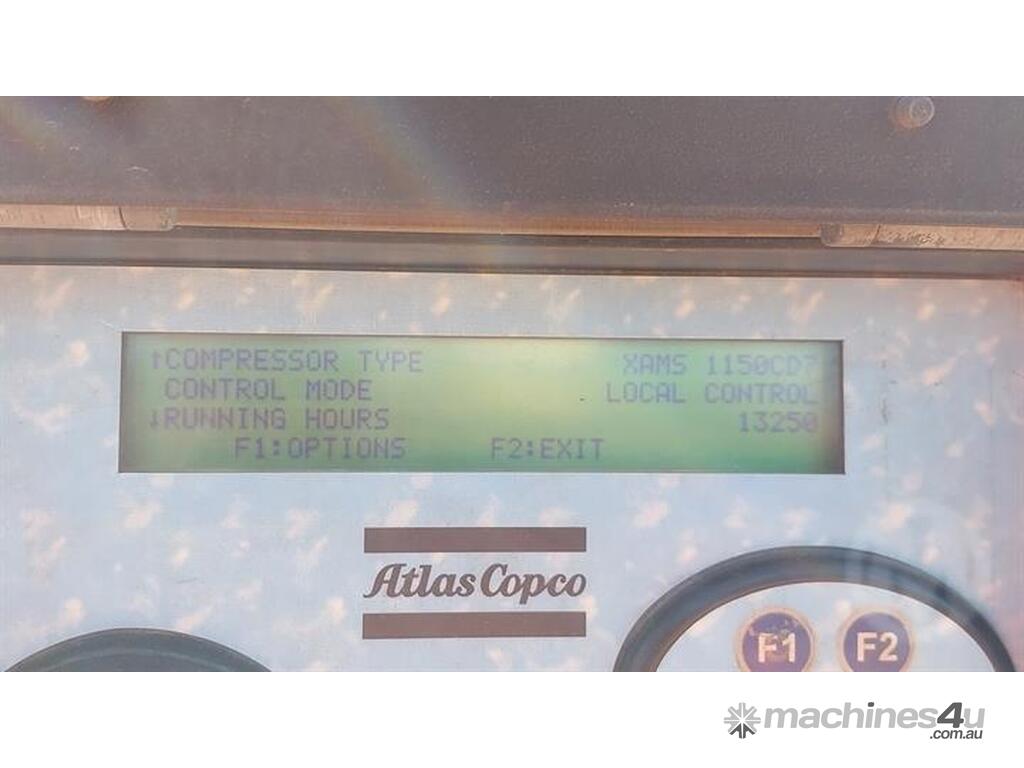 ↑COMPRESSOR TYPE XAMS 1150CD7
CONTROL MODE LOCAL CONTROL
↓RUNNING HOURS 13250
F1:OPTIONS F2:EXIT
Atlas Copco
F1 F2
machines4u
.com.au